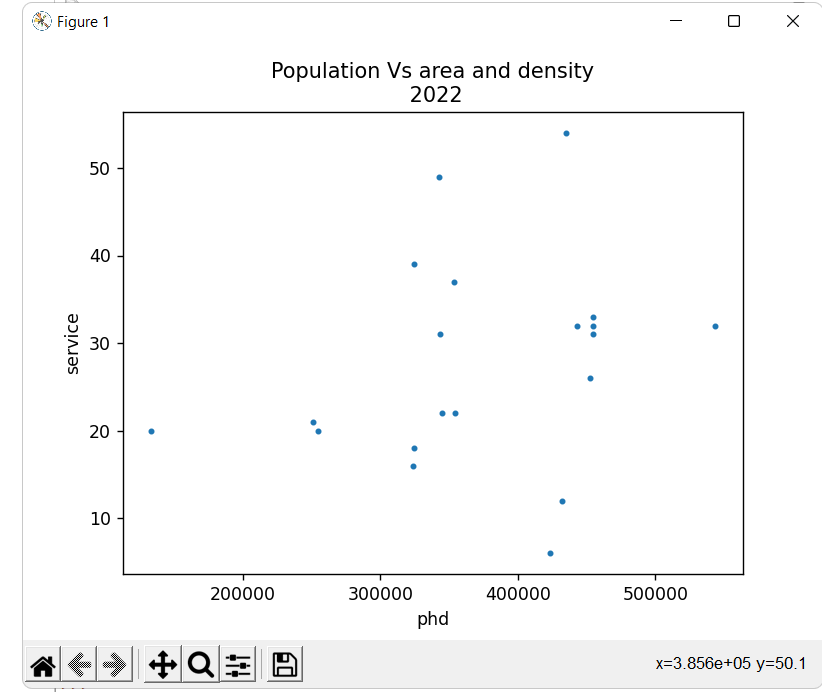 Figure 1
Population Vs area and density
2022
50
40
30
20
10
service
200000 300000 400000 500000
phd
x=3.856e+05 y=50.1